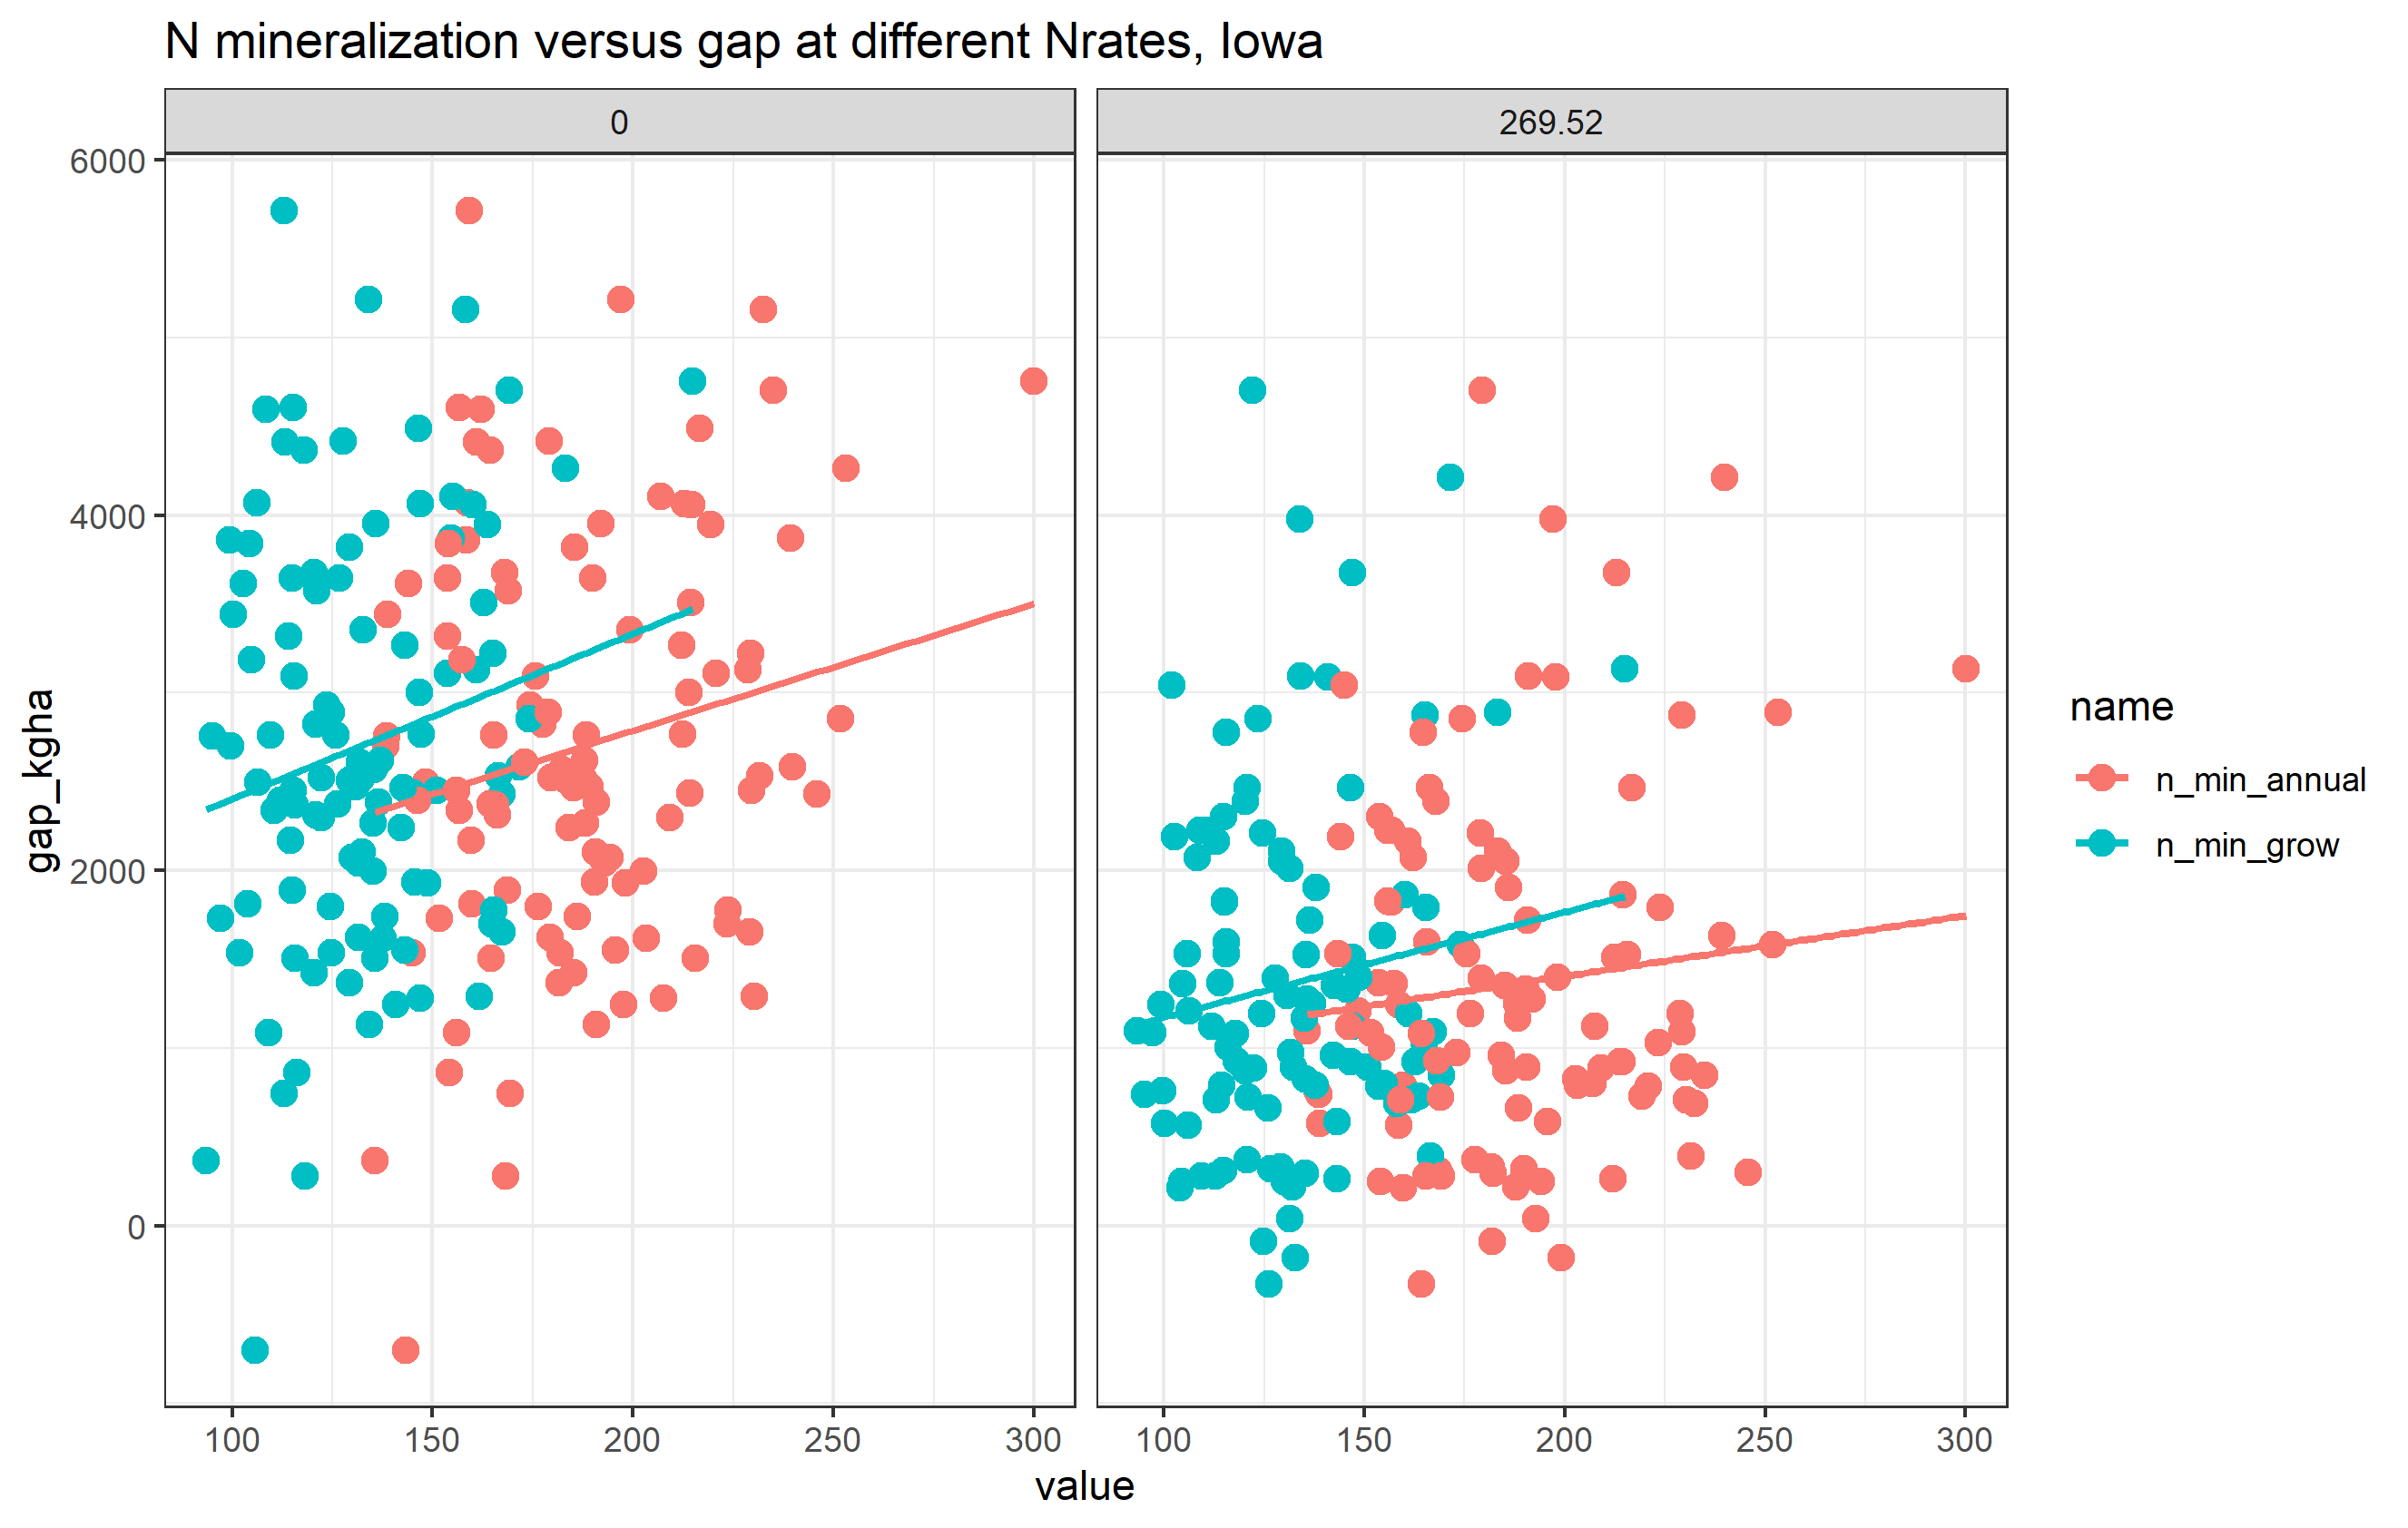 N mineralization versus gap at different Nrates, Iowa
0
269.52
6000
4000
2000
0
gap_kgha
100 150 200 250 300
100 150 200 250 300
value
name
n_min_annual
n_min_grow